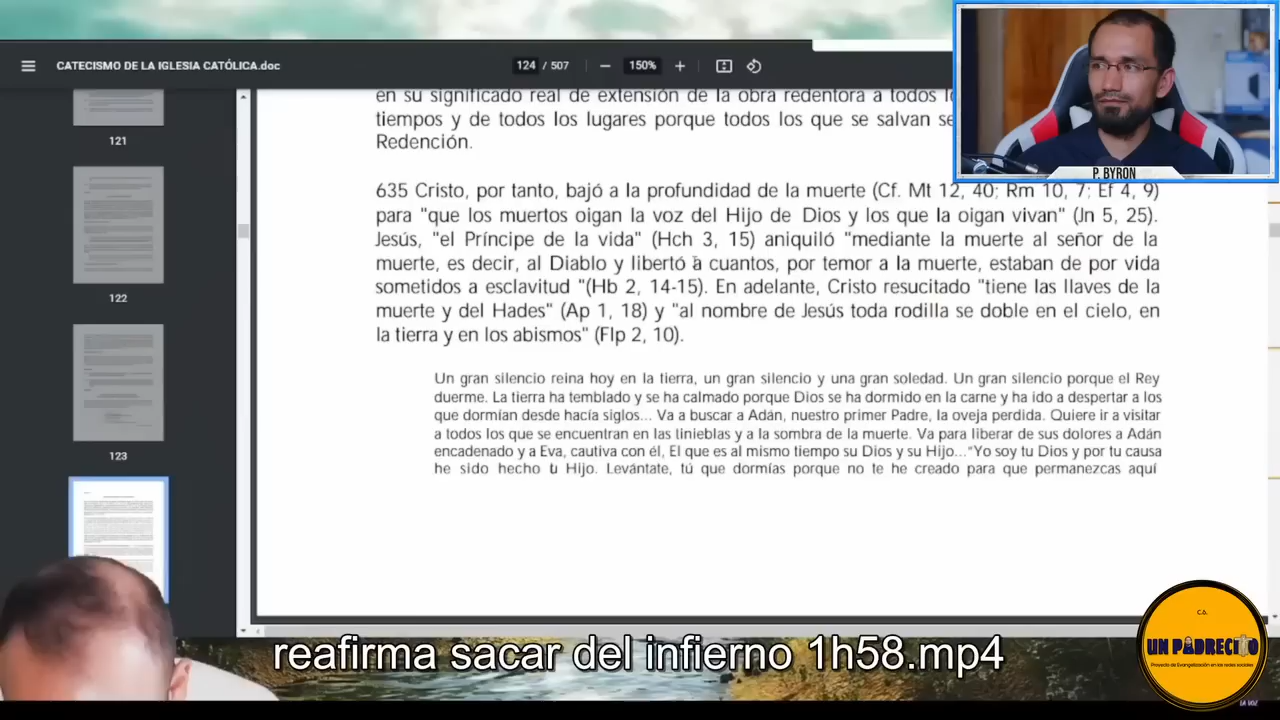 CATECISMO DE LA IGLESIA CATÓLICA.doc
124 / 507
150%
P. BYRON
121
122
123
en su significado real de extensión de la obra redentora a todos
tiempos y de todos los lugares porque todos los que se salvan se
Redención.
635 Cristo, por tanto, bajó a la profundidad de la muerte (Cf. Mt 12, 40; Rm 10, 7; Ef 4, 9)
para "que los muertos oigan la voz del Hijo de Dios y los que la oigan vivan" (Jn 5, 25).
Jesús, "el Príncipe de la vida" (Hch 3, 15) aniquiló "mediante la muerte al señor de la
muerte, es decir, al Diablo y libertó a cuantos, por temor a la muerte, estaban de por vida
sometidos a esclavitud "(Hb 2, 14-15). En adelante, Cristo resucitado "tiene las llaves de la
muerte y del Hades" (Ap 1, 18) y "al nombre de Jesús toda rodilla se doble en el cielo, en
la tierra y en los abismos" (Flp 2, 10).
Un gran silencio reina hoy en la tierra, un gran silencio y una gran soledad. Un gran silencio porque el Rey
duerme. La tierra ha temblado y se ha calmado porque Dios se ha dormido en la carne y ha ido a despertar a los
que dormían desde hacía siglos... Va a buscar a Adán, nuestro primer Padre, la oveja perdida. Quiere ir a visitar
a todos los que se encuentran en las linieblas y a la sombra de la muerte. Va para liberar de sus dolores a Adán
encadenado y a Eva, cautiva con él, El que es al mismo tiempo su Dios y su Hijo..."Yo soy tu Dios y por tu causa
he sido hecho tu Hijo. Levántate, tú que dormías porque no te he creado para que permanezcas aquí
reafirma sacar del infierno 1h58.mp4
C.G.
UN PADRECITO
Proyecto de Evangelización en las redes sociales
LA VOZ